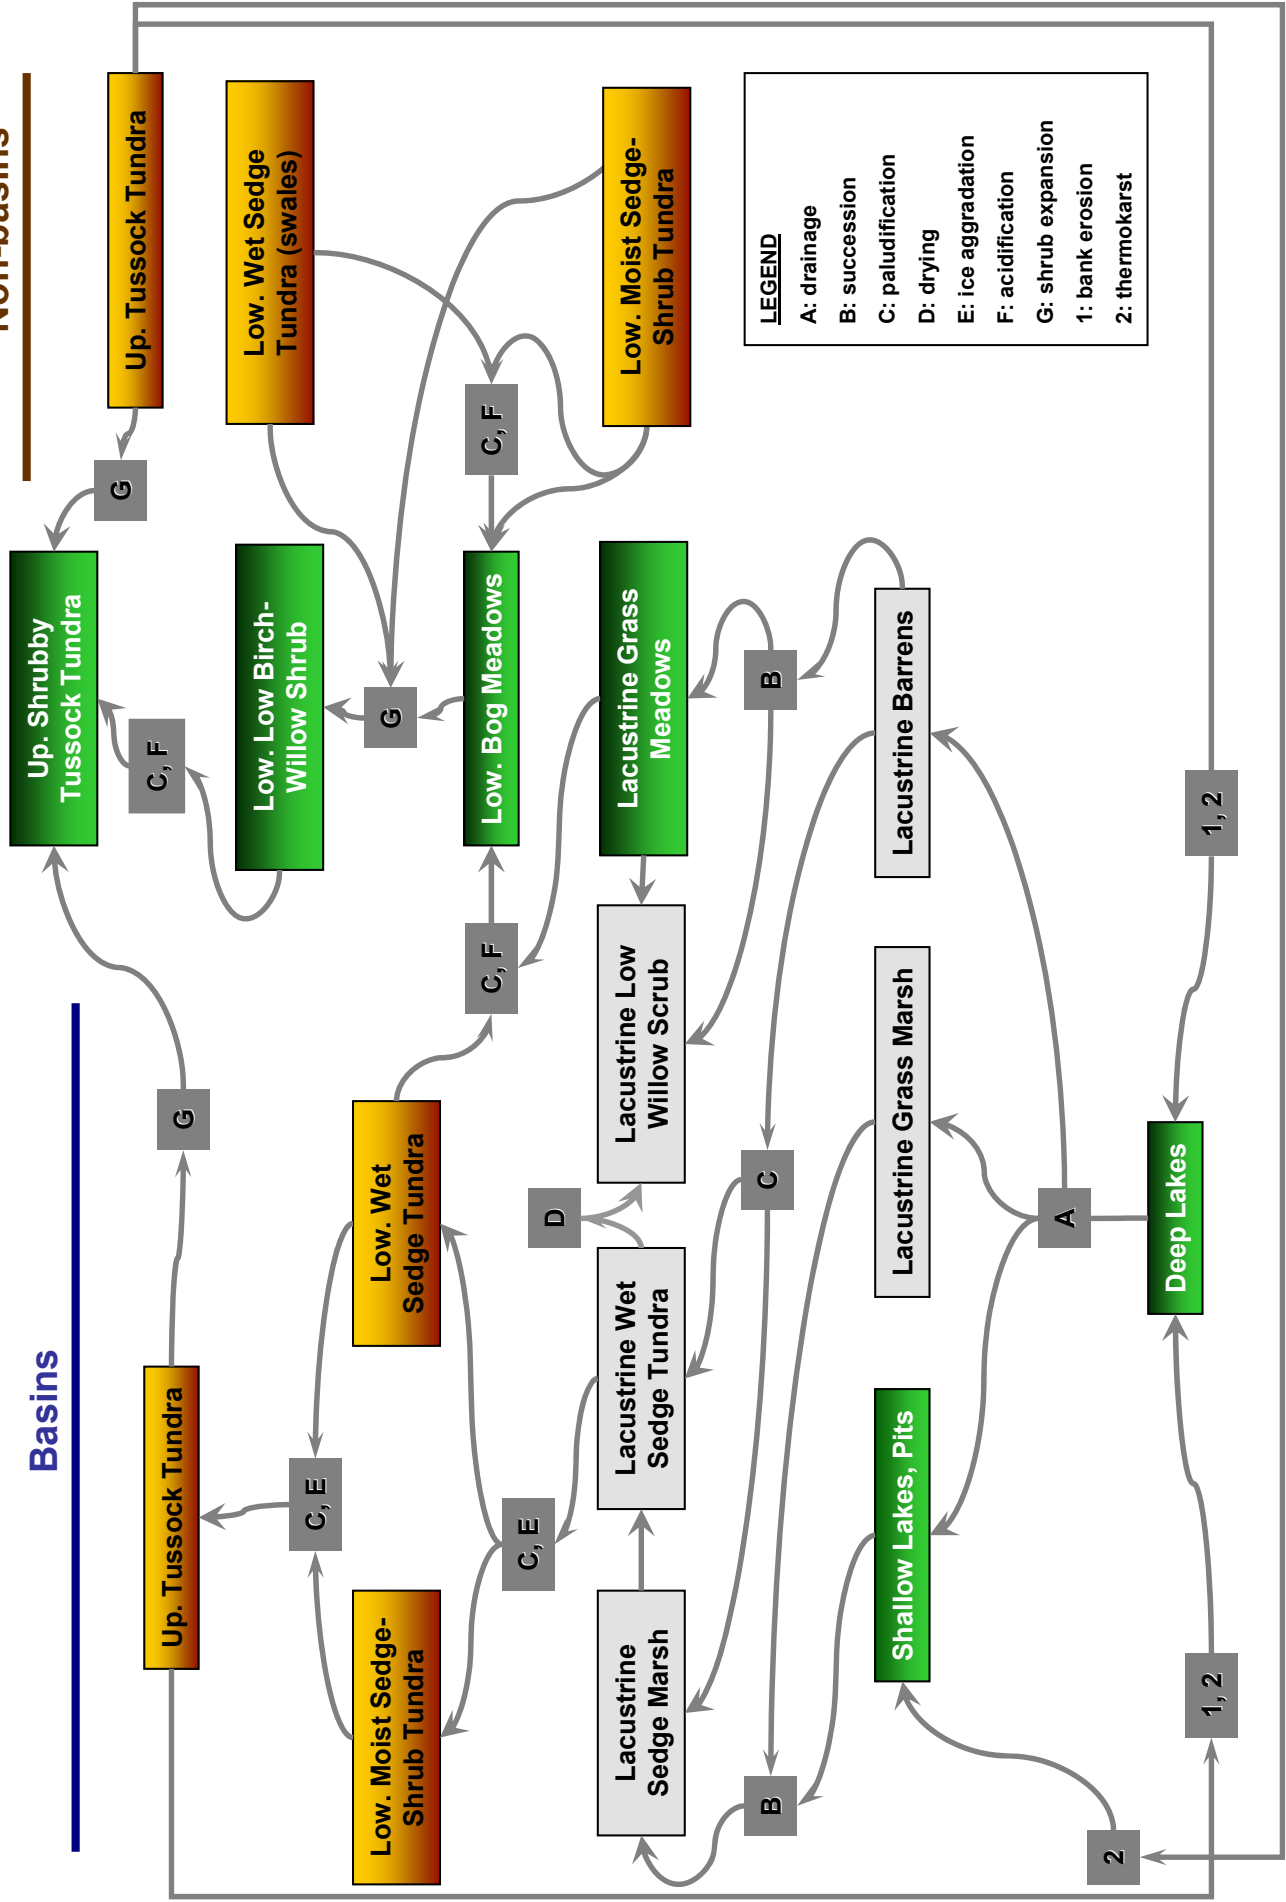 Basins
Non-basins
Up. Shrubby
Tussock Tundra
G
Up. Tussock Tundra
C, F
Up. Tussock Tundra
G
Low. Low Birch-
Willow Shrub
Low. Wet Sedge
Tundra (swales)
C, E
Low. Moist Sedge-
Shrub Tundra
Low. Wet
Sedge Tundra
G
C, F
Low. Bog Meadows
C, F
C, E
D
Lacustrine
Sedge Marsh
Lacustrine Wet
Sedge Tundra
Lacustrine Low
Willow Scrub
Lacustrine Grass
Meadows
Low. Moist Sedge-
Shrub Tundra
B
C
B
Shallow Lakes, Pits
Lacustrine Grass Marsh
Lacustrine Barrens
A
2
Deep Lakes
1, 2
1, 2
LEGEND
A: drainage
B: succession
C: paludification
D: drying
E: ice aggradation
F: acidification
G: shrub expansion
1: bank erosion
2: thermokarst